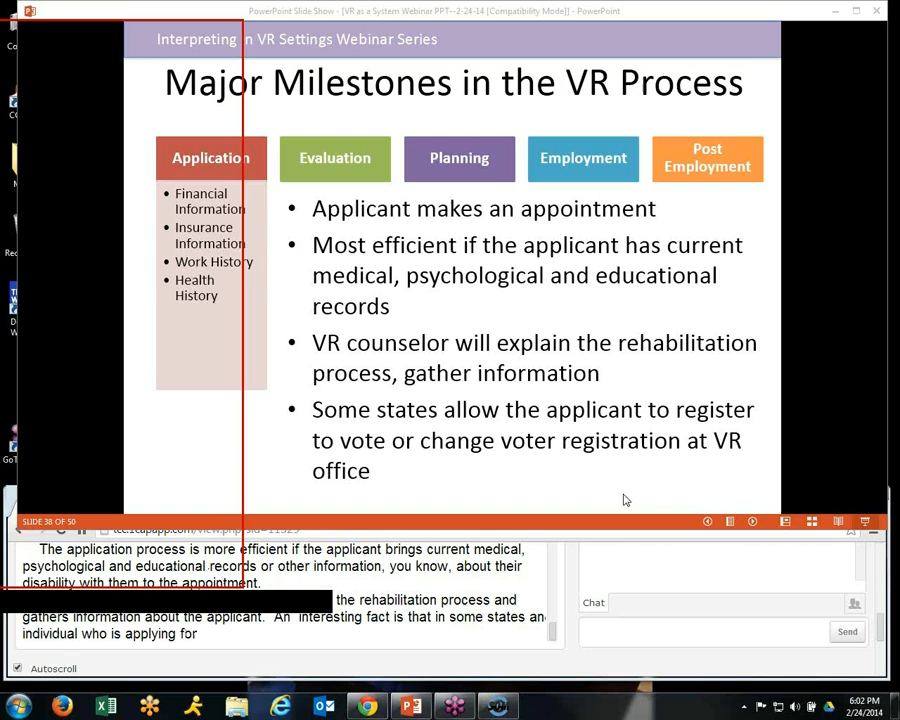 PowerPoint Slide Show - [VR as a System Webinar PPT--2-24-14 [Compatibility Mode]] - PowerPoint
Interpreting in VR Settings Webinar Series
Major Milestones in the VR Process
Application
Evaluation
Planning
Employment
Post
Employment
• Financial
Information
• Insurance
Information
• Work History
• Health
History
• Applicant makes an appointment
• Most efficient if the applicant has current
medical, psychological and educational
records
• VR counselor will explain the rehabilitation
process, gather information
• Some states allow the applicant to register
to vote or change voter registration at VR
office
SLIDE 38 OF 50
The application process is more efficient if the applicant brings current medical,
psychological and educational records or other information, you know, about their
disability with them to the appointment.
the rehabilitation process and
gathers information about the applicant. An interesting fact is that in some states an
individual who is applying for
Chat
Send
Autoscroll
6:02 PM
2/24/2014